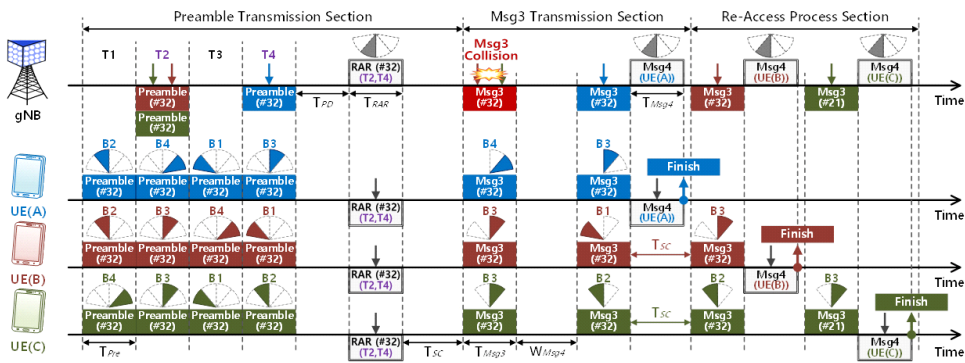 Preamble Transmission Section
Msg3 Transmission Section
Re-Access Process Section
T1
T2
T3
T4
Msg3
Collision
RAR (#32)
(T2,T4)
Msg4
(UE(A))
Msg4
(UE(B))
Msg4
(UE(C))
gNB
Preamble
(#32)
Preamble
(#32)
Preamble
(#32)
T_PD
T_RAR
Msg3
(#32)
Msg3
(#32)
T_Msg4
Msg3
(#32)
Msg3
(#21)
Time
B2
B4
B1
B3
B4
B3
Finish
UE(A)
Preamble
(#32)
Preamble
(#32)
Preamble
(#32)
Preamble
(#32)
Msg3
(#32)
Msg3
(#32)
Time
RAR (#32)
(T2,T4)
Msg4
(UE(A))
B2
B3
B4
B1
B3
B1
B3
Finish
UE(B)
Preamble
(#32)
Preamble
(#32)
Preamble
(#32)
Preamble
(#32)
Msg3
(#32)
Msg3
(#32)
T_SC
Msg3
(#32)
Time
RAR (#32)
(T2,T4)
Msg4
(UE(B))
B4
B3
B1
B2
B3
B2
B2
B3
Finish
UE(C)
Preamble
(#32)
Preamble
(#32)
Preamble
(#32)
Preamble
(#32)
Msg3
(#32)
Msg3
(#32)
T_SC
Msg3
(#32)
Msg3
(#21)
Time
T_Pre
RAR (#32)
(T2,T4)
T_SC
T_Msg3
W_Msg4
Msg4
(UE(C))